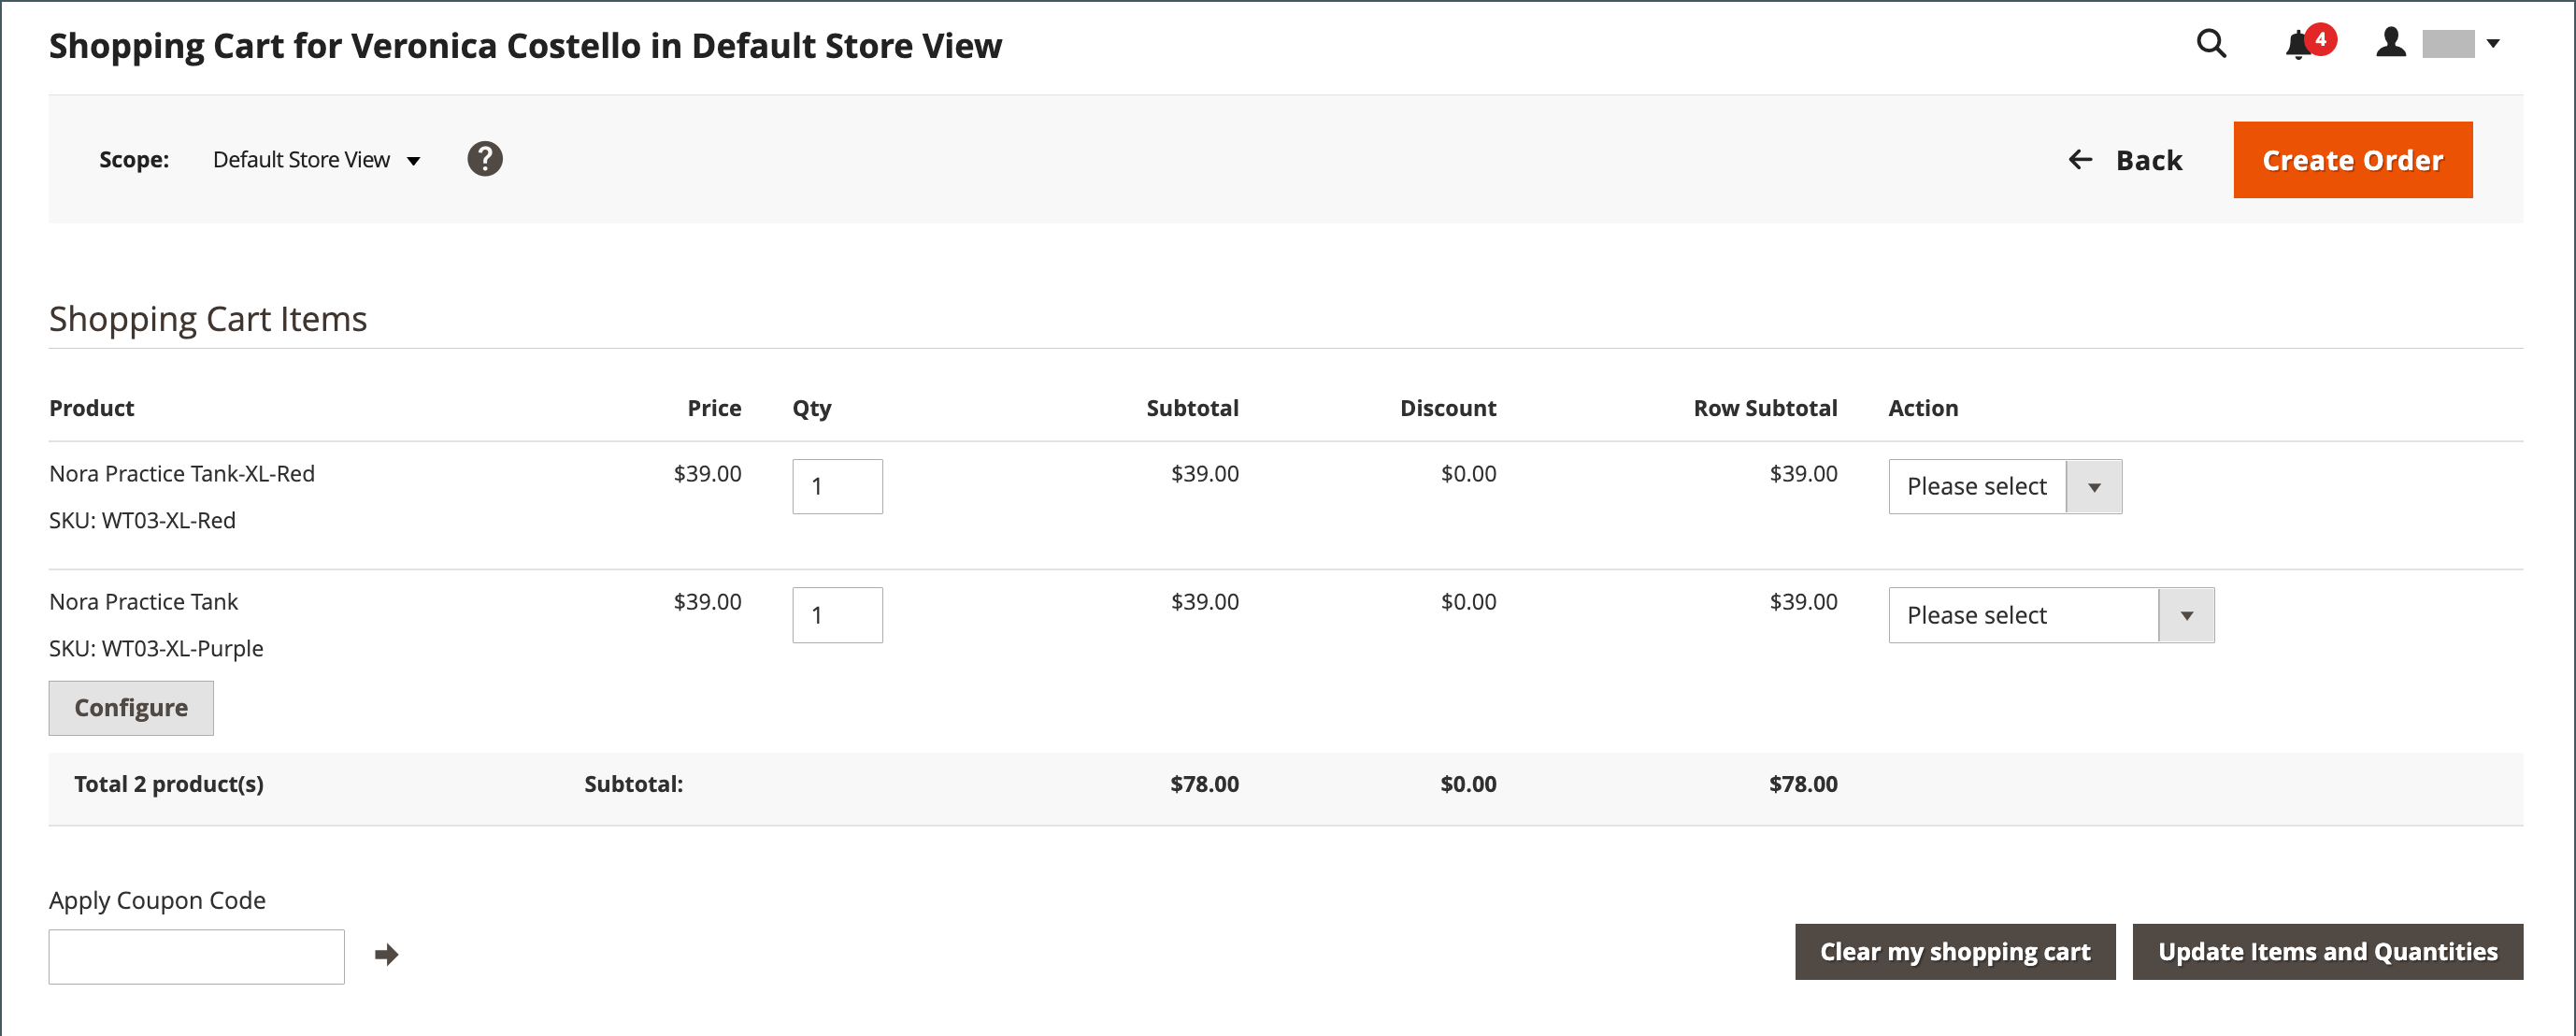 Shopping Cart for Veronica Costello in Default Store View
4
Scope: Default Store View ?
Back
Create Order
Shopping Cart Items
Product Price Qty Subtotal Discount Row Subtotal Action
Nora Practice Tank-XL-Red $39.00 1 $39.00 $0.00 $39.00 Please select
SKU: WT03-XL-Red
Nora Practice Tank $39.00 1 $39.00 $0.00 $39.00 Please select
SKU: WT03-XL-Purple
Configure
Total 2 product(s) Subtotal: $78.00 $0.00 $78.00
Apply Coupon Code
Clear my shopping cart Update Items and Quantities